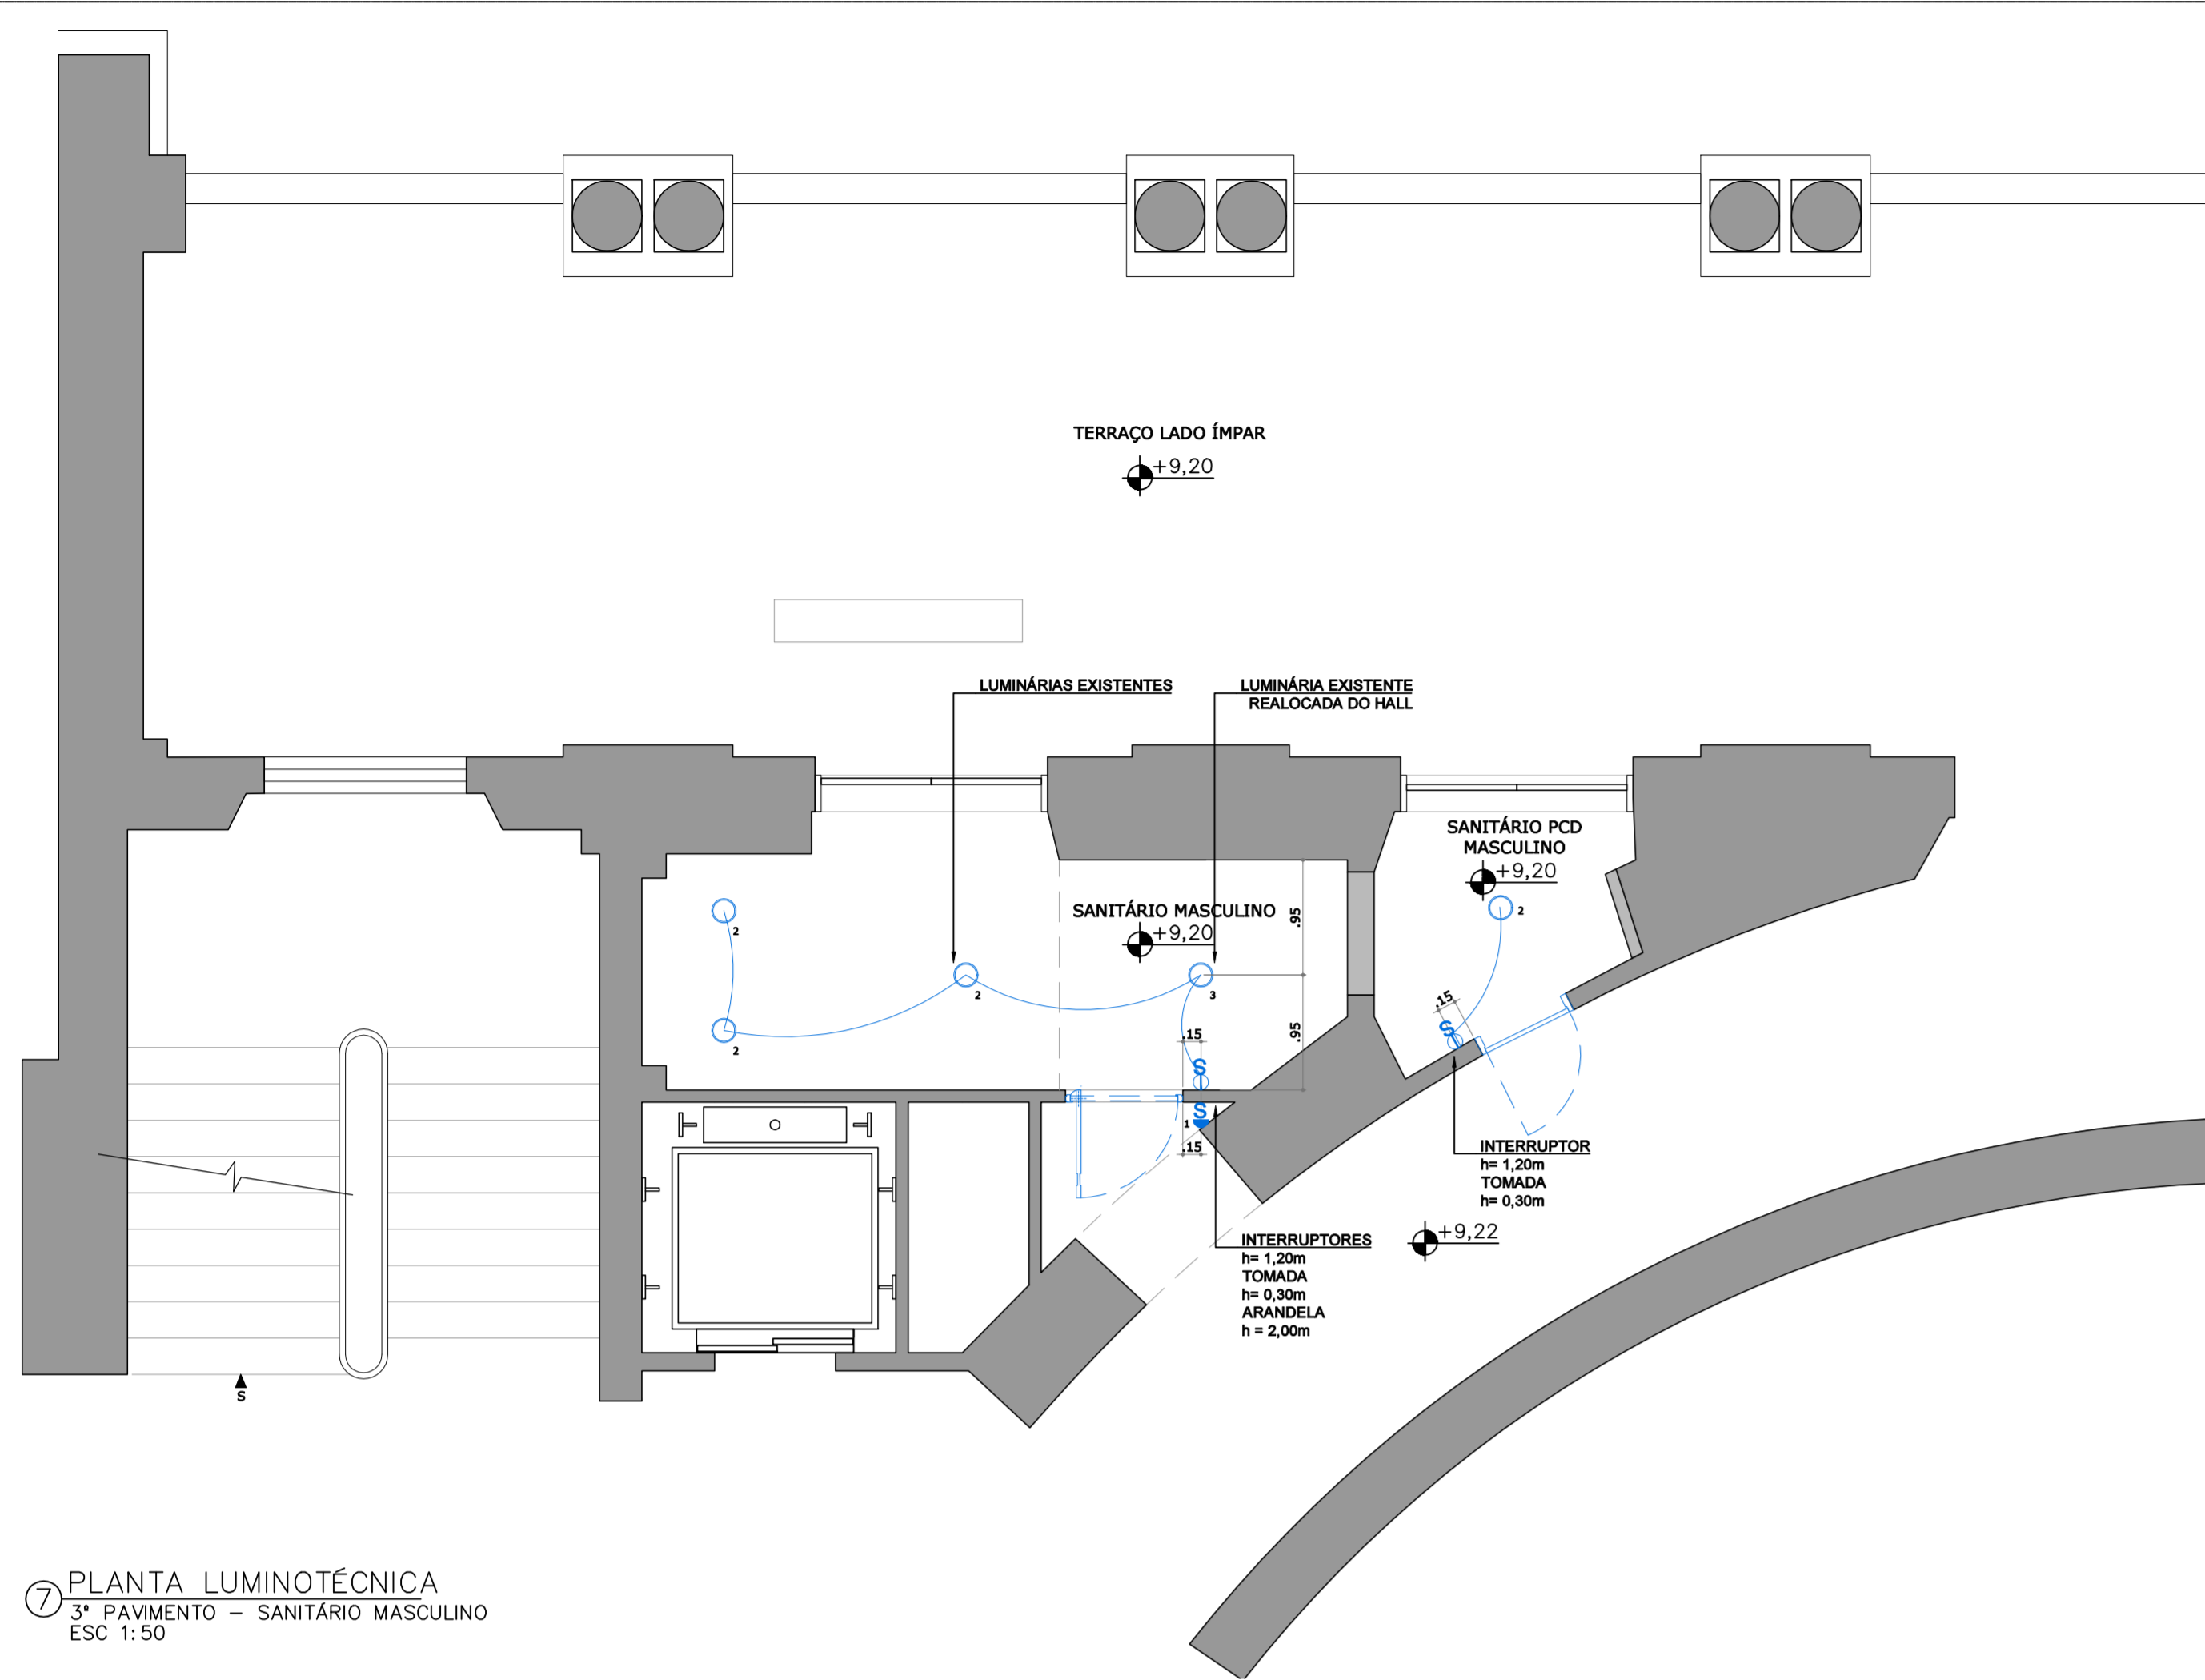 TERRAÇO LADO ÍMPAR
+9,20
LUMINÁRIAS EXISTENTES
LUMINÁRIA EXISTENTE
REALOCADA DO HALL
SANITÁRIO PCD
MASCULINO
+9,20
SANITÁRIO MASCULINO
+9,20
.95
2
2
2
3
2
.95
.15
.15
S
S
S
1
.15
INTERRUPTOR
h= 1,20m
TOMADA
h= 0,30m
+9,22
INTERRUPTORES
h= 1,20m
TOMADA
h= 0,30m
ARANDELA
h = 2,00m
S
7 PLANTA LUMINOTÉCNICA
3º PAVIMENTO – SANITÁRIO MASCULINO
ESC 1:50